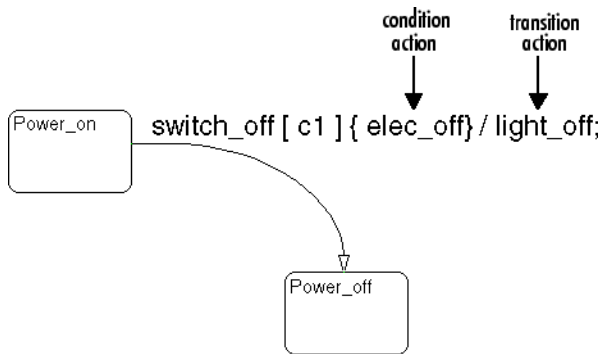 condition
action
transition
action
Power_on
switch_off [ c1 ] { elec_off} / light_off;
Power_off